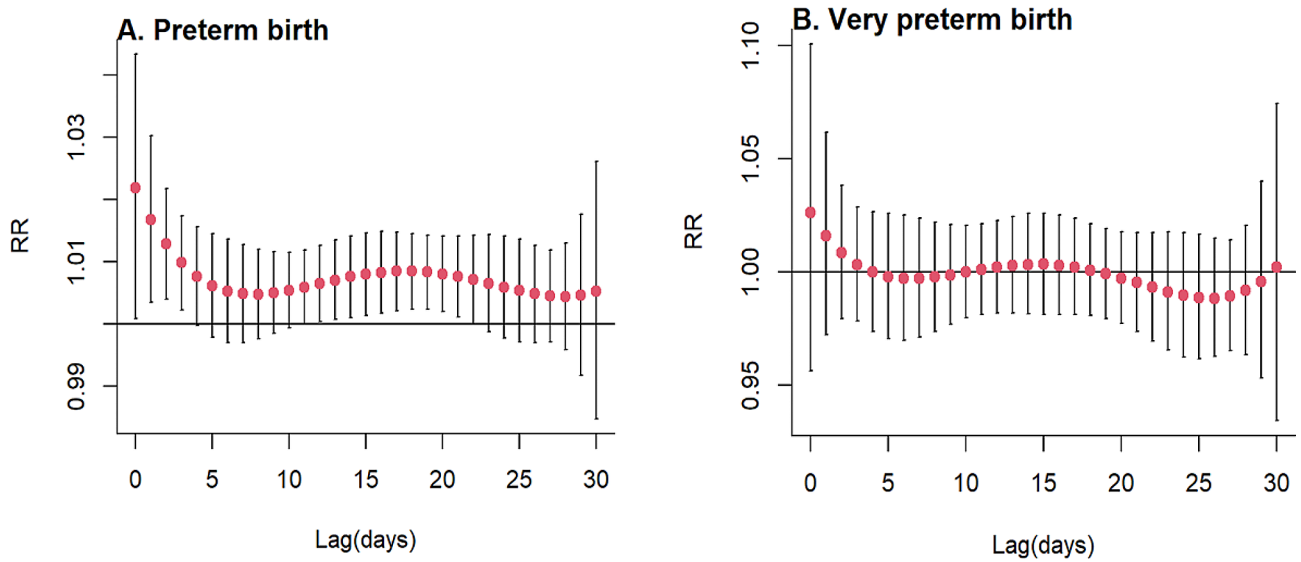 A. Preterm birth
RR
1.03
1.01
0.99
0 5 10 15 20 25 30
Lag(days)
B. Very preterm birth
RR
1.10
1.05
1.00
0.95
0 5 10 15 20 25 30
Lag(days)